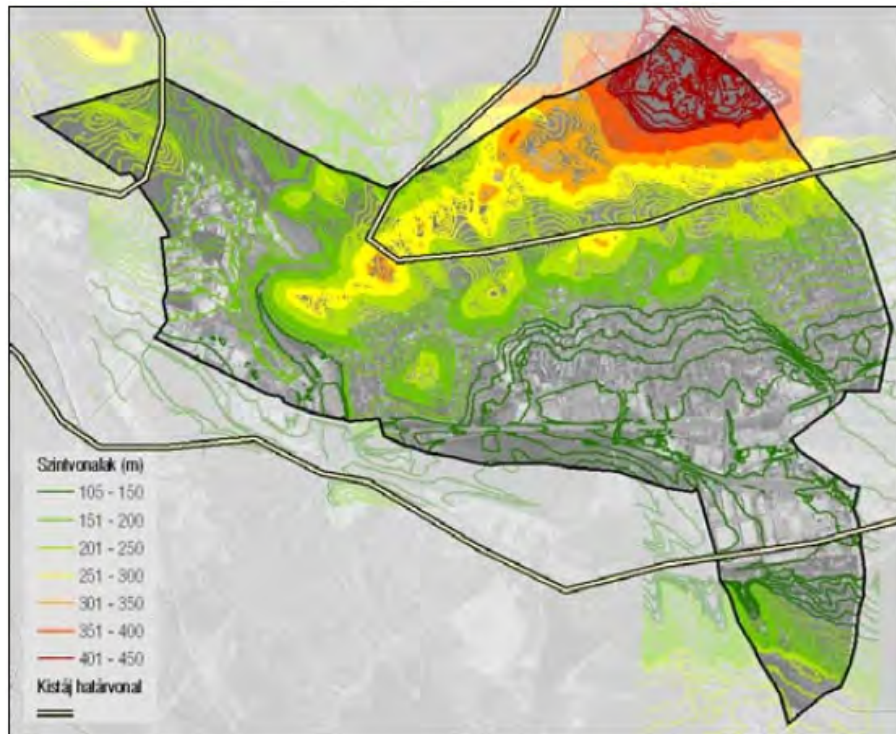 Szintvonalak (m)
105 - 150
151 - 200
201 - 250
251 - 300
301 - 350
351 - 400
401 - 450
Kistáj határvonal